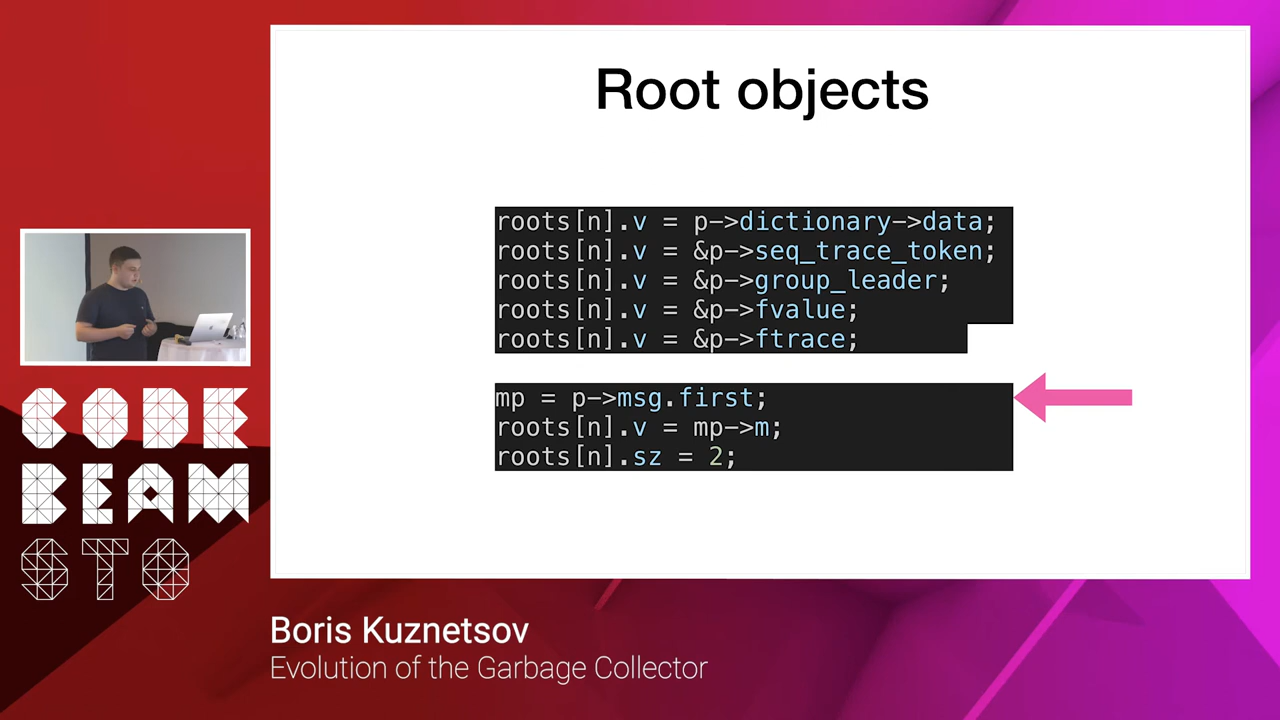 Root objects
roots[n].v = p->dictionary->data;
roots[n].v = &p->seq_trace_token;
roots[n].v = &p->group_leader;
roots[n].v = &p->fvalue;
roots[n].v = &p->ftrace;
mp = p->msg.first;
roots[n].v = mp->m;
roots[n].sz = 2;
CODE
BEAM
STO
Boris Kuznetsov
Evolution of the Garbage Collector